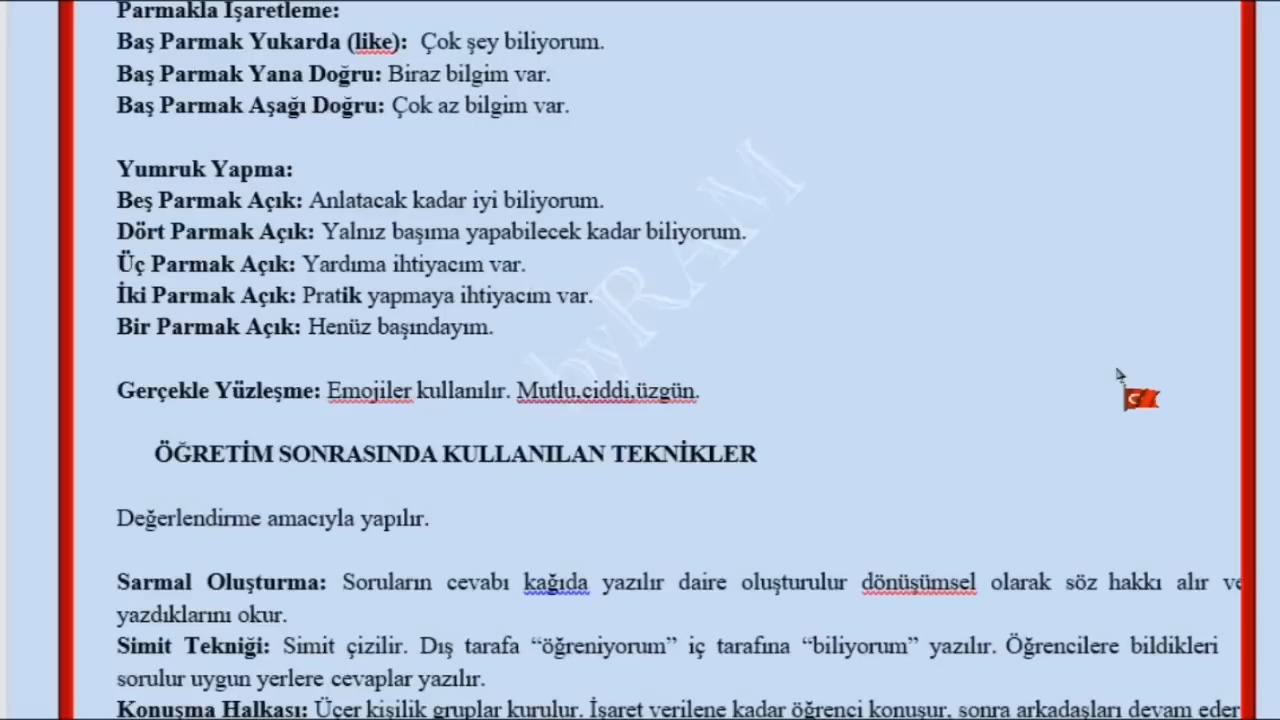 Parmakla İşaretleme:
Baş Parmak Yukarda (like): Çok şey biliyorum.
Baş Parmak Yana Doğru: Biraz bilgim var.
Baş Parmak Aşağı Doğru: Çok az bilgim var.
Yumruk Yapma:
Beş Parmak Açık: Anlatacak kadar iyi biliyorum.
Dört Parmak Açık: Yalnız başıma yapabilecek kadar biliyorum.
Üç Parmak Açık: Yardıma ihtiyacım var.
İki Parmak Açık: Pratik yapmaya ihtiyacım var.
Bir Parmak Açık: Henüz başındayım.
byRAM
Gerçekle Yüzleşme: Emojiler kullanılır. Mutlu,ciddi,üzgün.
ÖĞRETİM SONRASINDA KULLANILAN TEKNİKLER
Değerlendirme amacıyla yapılır.
Sarmal Oluşturma: Soruların cevabı kağıda yazılır daire oluşturulur dönüşümsel olarak söz hakkı alır ve
yazdıklarını okur.
Simit Tekniği: Simit çizilir. Dış tarafa “öğreniyorum” iç tarafına “biliyorum” yazılır. Öğrencilere bildikleri
sorulur uygun yerlere cevaplar yazılır.
Konuşma Halkası: Üçer kişilik gruplar kurulur. İşaret verilene kadar öğrenci konuşur, sonra arkadaşları devam eder